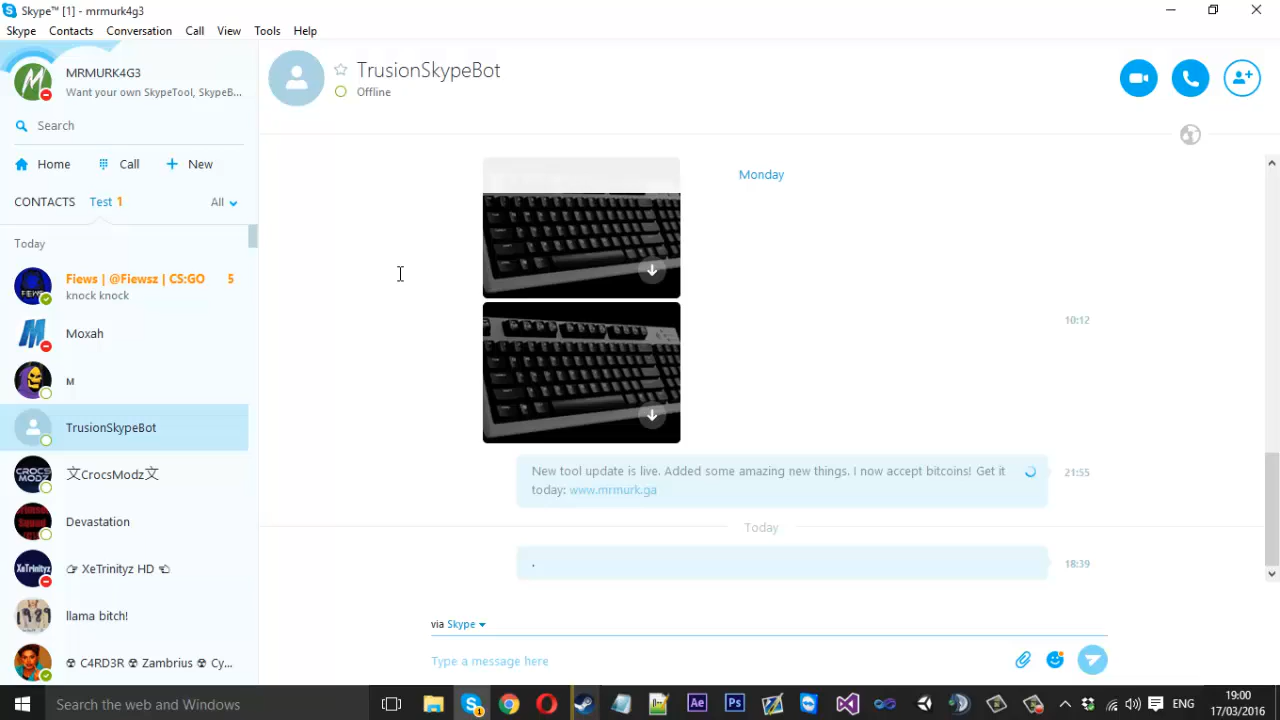 Skype™ [1] - mrmurk4g3
Skype Contacts Conversation Call View Tools Help
MRMURK4G3
Want your own SkypeTool, SkypeB...
Search
Home Call New
CONTACTS Test 1 All
Today
Fiews | @Fiewsz | CS:GO 5
knock knock
Moxah
M
TrusionSkypeBot
文CrocsModz文
Devastation
☞ XeTrinityz HD ☜
llama bitch!
☢ C4RD3R ☢ Zambrius ☢ Cy...
TrusionSkypeBot
Offline
Monday
10:12
New tool update is live. Added some amazing new things. I now accept bitcoins! Get it
today: www.mrmurk.ga
21:55
Today
.
18:39
via Skype
Type a message here
Search the web and Windows
ENG
19:00
17/03/2016